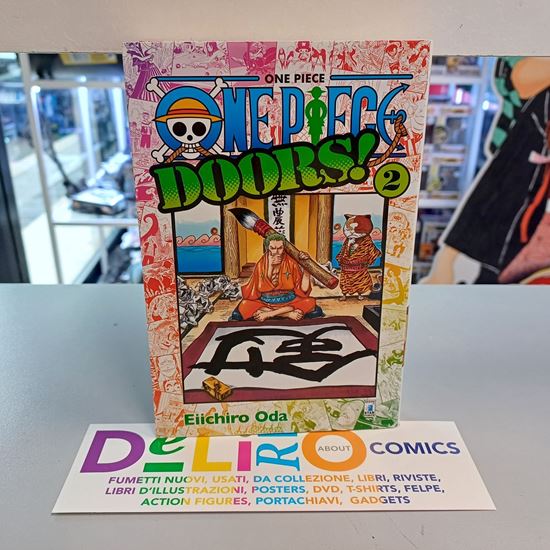 ONE PIECE
ONE PIECE
DOORS!
2
Eiichiro Oda
DeLiRiO ABOUT COMICS
FUMETTI NUOVI, USATI, DA COLLEZIONE, LIBRI, RIVISTE,
LIBRI D'ILLUSTRAZIONI, POSTERS, DVD, T-SHIRTS, FELPE,
ACTION FIGURES, PORTACHIAVI, GADGETS